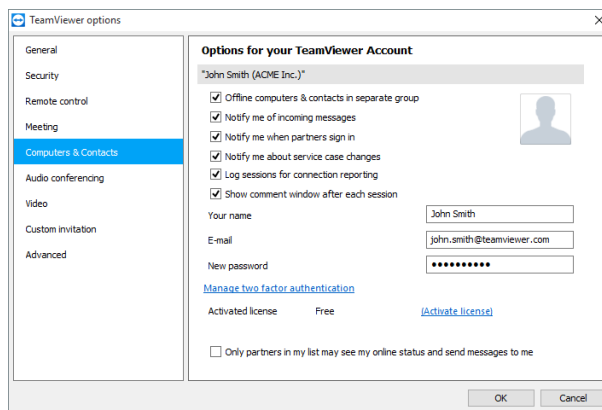 TeamViewer options
General
Security
Remote control
Meeting
Computers & Contacts
Audio conferencing
Video
Custom invitation
Advanced
Options for your TeamViewer Account
"John Smith (ACME Inc.)"
Offline computers & contacts in separate group
Notify me of incoming messages
Notify me when partners sign in
Notify me about service case changes
Log sessions for connection reporting
Show comment window after each session
Your name John Smith
E-mail john.smith@teamviewer.com
New password ••••••••••
Manage two factor authentication
Activated license Free (Activate license)
Only partners in my list may see my online status and send messages to me
OK Cancel